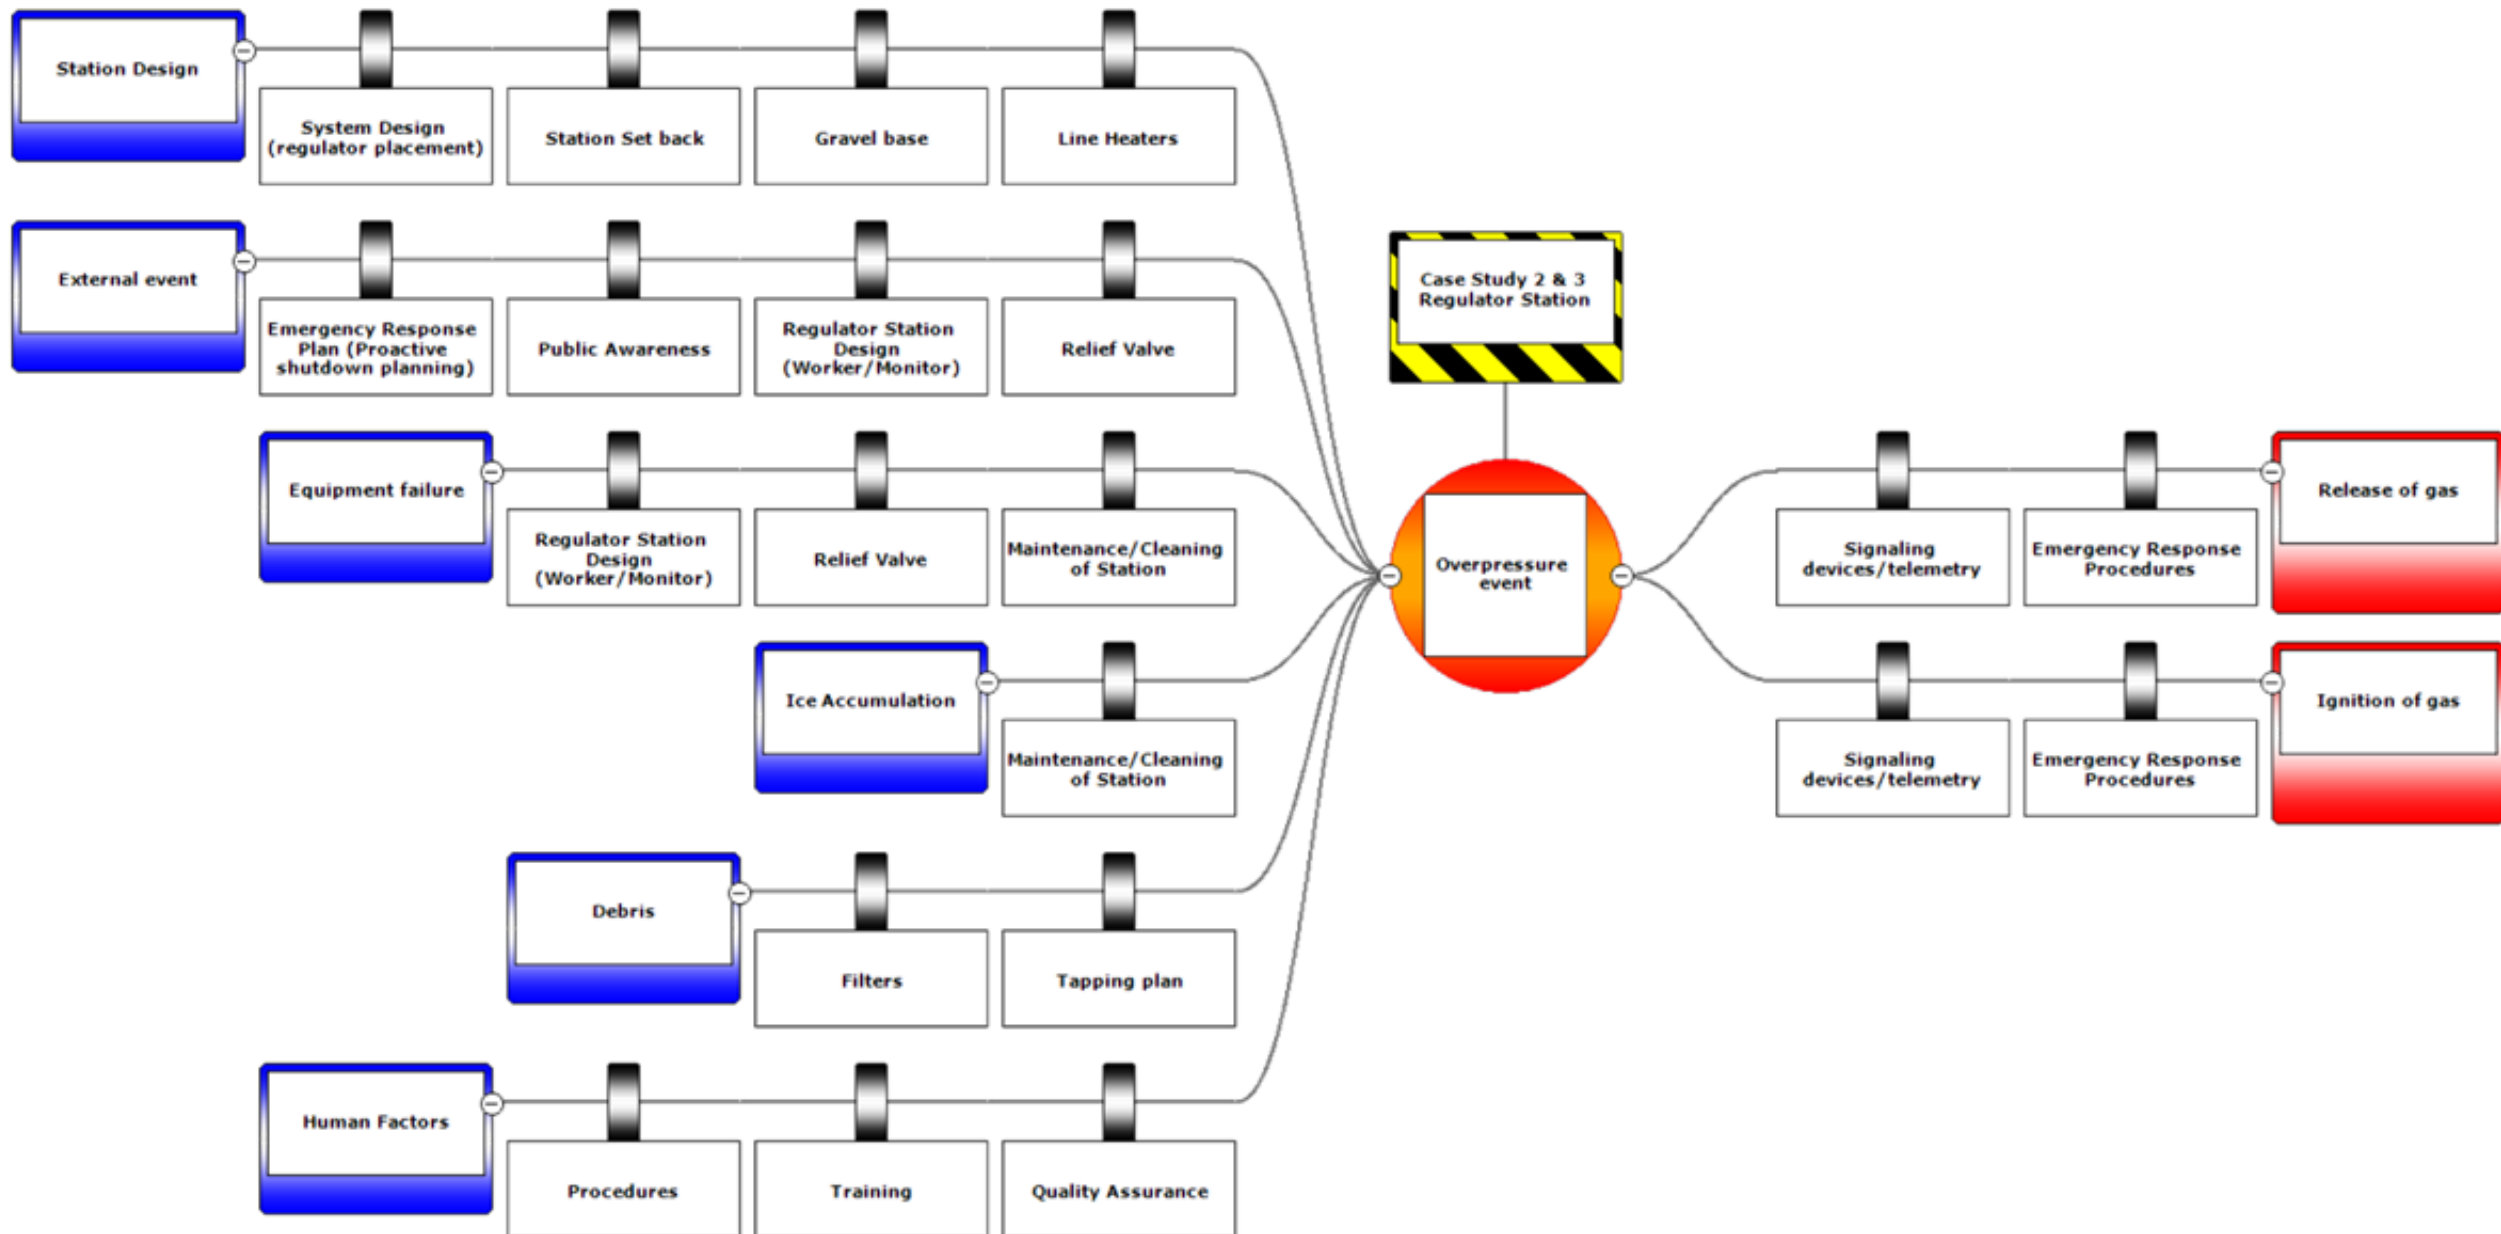 Station Design
System Design
(regulator placement)
Station Set back
Gravel base
Line Heaters
External event
Emergency Response
Plan (Proactive
shutdown planning)
Public Awareness
Regulator Station
Design
(Worker/Monitor)
Relief Valve
Case Study 2 & 3
Regulator Station
Equipment failure
Regulator Station
Design
(Worker/Monitor)
Relief Valve
Maintenance/Cleaning
of Station
Overpressure
event
Signaling
devices/telemetry
Emergency Response
Procedures
Release of gas
Ice Accumulation
Maintenance/Cleaning
of Station
Signaling
devices/telemetry
Emergency Response
Procedures
Ignition of gas
Debris
Filters
Tapping plan
Human Factors
Procedures
Training
Quality Assurance